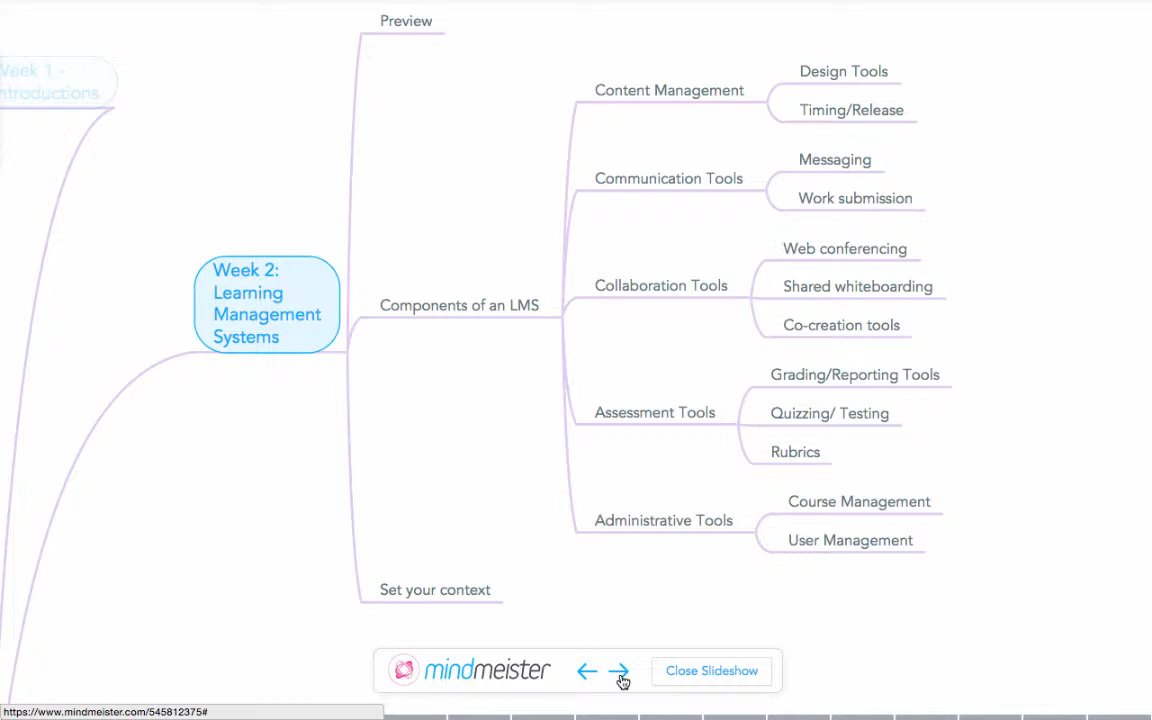 Preview
Week 1 -
Introductions
Content Management
Design Tools
Timing/Release
Communication Tools
Messaging
Work submission
Week 2:
Learning
Management
Systems
Components of an LMS
Collaboration Tools
Web conferencing
Shared whiteboarding
Co-creation tools
Assessment Tools
Grading/Reporting Tools
Quizzing/ Testing
Rubrics
Administrative Tools
Course Management
User Management
Set your context
mindmeister
Close Slideshow
https://www.mindmeister.com/545812375#